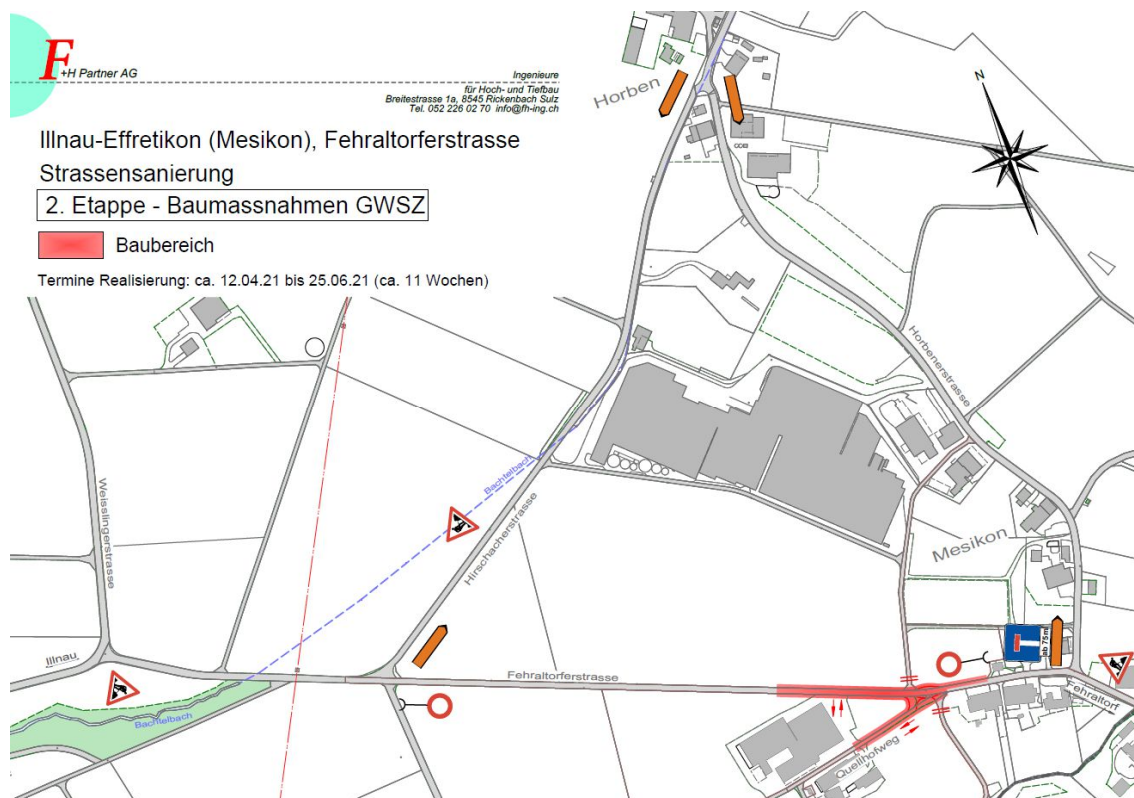 F
+H Partner AG
Ingenieure
für Hoch- und Tiefbau
Breitestrasse 1a, 8545 Rickenbach Sulz
Tel. 052 226 02 70 info@fh-ing.ch
Illnau-Effretikon (Mesikon), Fehraltorferstrasse
Strassensanierung
2. Etappe - Baumassnahmen GWSZ
Baubereich
Termine Realisierung: ca. 12.04.21 bis 25.06.21 (ca. 11 Wochen)
Horben
N
Horbenerstrasse
Bachtelbach
Hirschacherstrasse
Weisslingerstrasse
Mesikon
ab 75m
Illnau
Fehraltorferstrasse
Fehraltorf
Bachtelbach
Quellhofweg